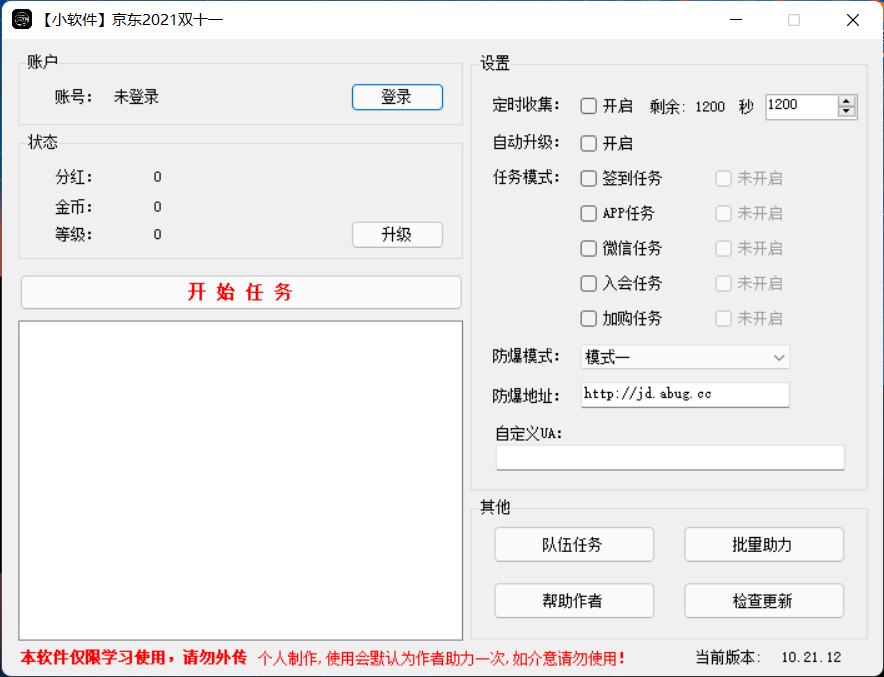 【小软件】京东2021双十一
账户
账号： 未登录 登录
状态
分红： 0
金币： 0
等级： 0 升级
开 始 任 务
设置
定时收集： 开启 剩余: 1200 秒 1200
自动升级： 开启
任务模式： 签到任务 未开启
APP任务 未开启
微信任务 未开启
入会任务 未开启
加购任务 未开启
防爆模式： 模式一
防爆地址： http://jd.abug.cc
自定义UA:
其他
队伍任务 批量助力
帮助作者 检查更新
本软件仅限学习使用，请勿外传 个人制作,使用会默认为作者助力一次,如介意请勿使用! 当前版本: 10.21.12